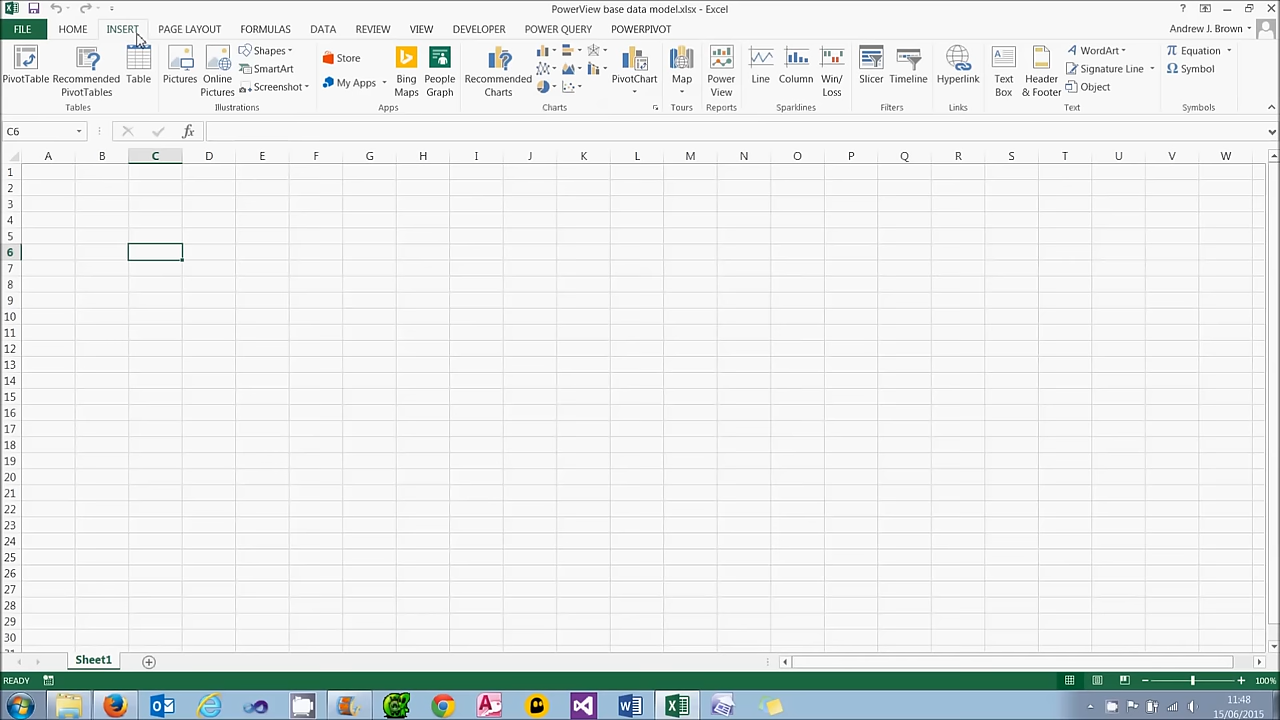 PowerView base data model.xlsx - Excel
FILE HOME INSERT PAGE LAYOUT FORMULAS DATA REVIEW VIEW DEVELOPER POWER QUERY POWERPIVOT Andrew J. Brown
PivotTable Recommended PivotTables Table
Tables
Pictures Online Pictures Shapes SmartArt Screenshot
Illustrations
Store My Apps Bing Maps People Graph
Apps
Recommended Charts PivotChart
Charts
Map
Tours
Power View
Reports
Line Column Win/Loss
Sparklines
Slicer Timeline
Filters
Hyperlink
Links
Text Box Header & Footer WordArt Signature Line Object
Text
Equation Symbol
Symbols
C6 fx
A B C D E F G H I J K L M N O P Q R S T U V W
1
2
3
4
5
6
7
8
9
10
11
12
13
14
15
16
17
18
19
20
21
22
23
24
25
26
27
28
29
30
31
Sheet1
READY 100%
11:48
15/06/2015